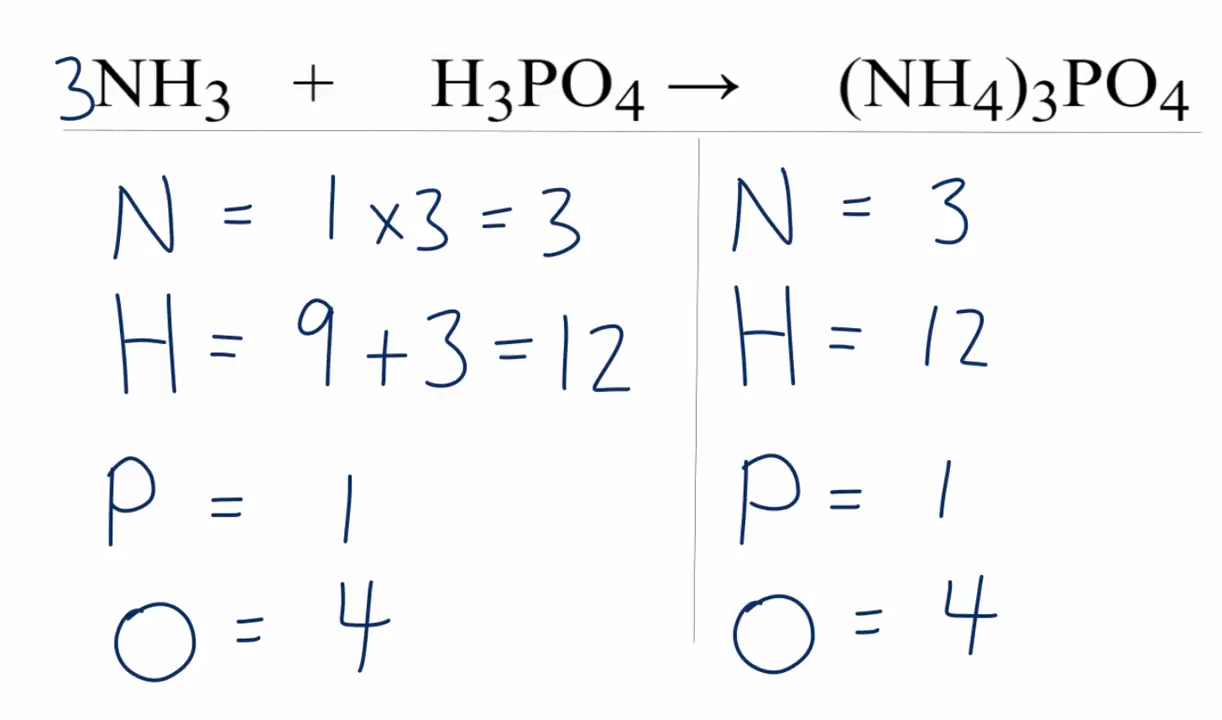 3NH₃ + H₃PO₄ → (NH₄)₃PO₄
N = 1 x 3 = 3 N = 3
H = 9 + 3 = 12 H = 12
P = 1 P = 1
O = 4 O = 4